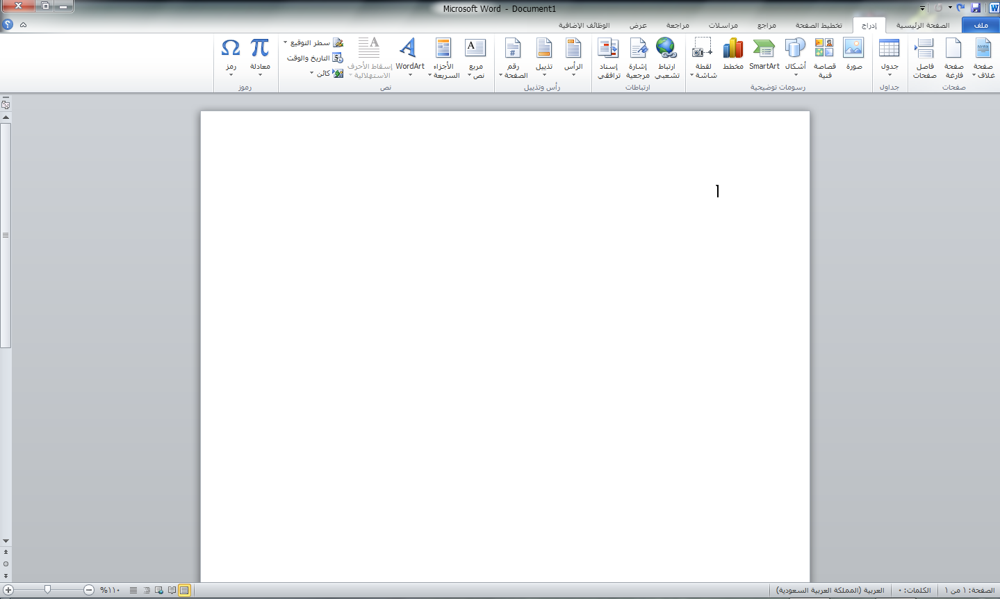 Microsoft Word - Document1
ملف
الصفحة الرئيسية
إدراج
تخطيط الصفحة
مراجع
مراسلات
مراجعة
عرض
الوظائف الإضافية
صفحة غلاف
صفحة فارغة
فاصل صفحات
صفحات
جدول
جداول
صورة
قصاصة فنية
أشكال
SmartArt
مخطط
لقطة شاشة
رسومات توضيحية
ارتباط تشعبي
إشارة مرجعية
إسناد ترافقي
ارتباطات
الرأس
تذييل
رقم الصفحة
رأس وتذييل
مربع نص
الأجزاء السريعة
WordArt
إسقاط الأحرف الاستهلالية
سطر التوقيع
التاريخ والوقت
كائن
نص
معادلة
رمز
رموز
الصفحة: ١ من ١
الكلمات: ٠
العربية (المملكة العربية السعودية)
١١٠%